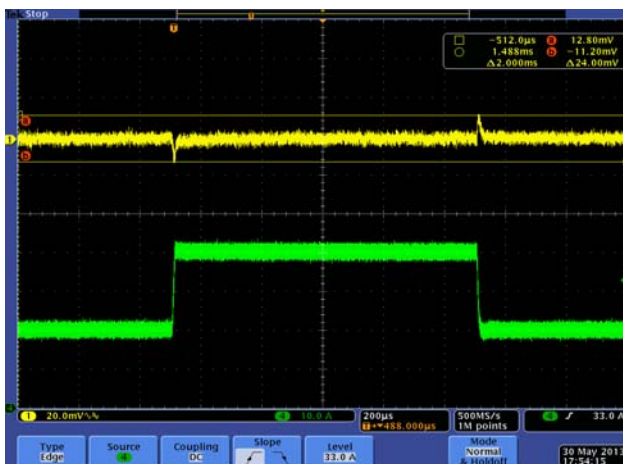 Tek Stop
T
a
b
1
□ -512.0µs a 12.80mV
○ 1.488ms b -11.20mV
Δ2.000ms Δ24.00mV
4
1 20.0mV∿ 4 10.0 A 200µs 500MS/s 4 ∫ 33.0 A
T→▼488.000µs 1M points
Type Edge
Source 4
Coupling DC
Slope
Level 33.0 A
Mode Normal & Holdoff
30 May 2013
17:54:15